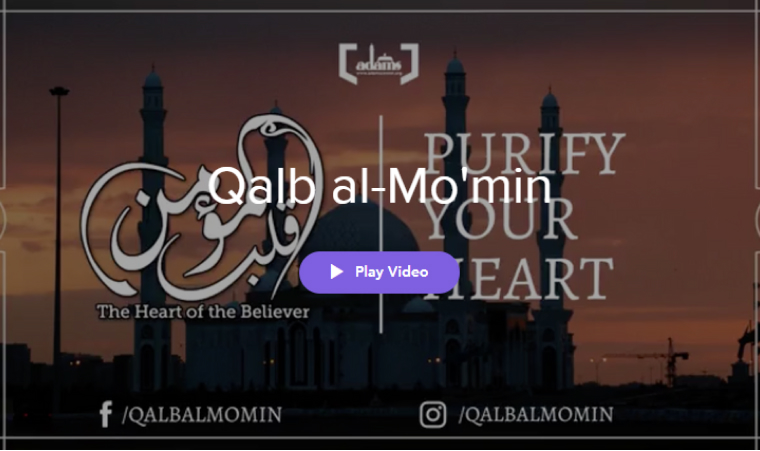 adams
Qalb al-Mo'min
PURIFY
YOUR
HEART
قلب المؤمن
The Heart of the Believer
Play Video
/QALBALMOMIN
/QALBALMOMIN